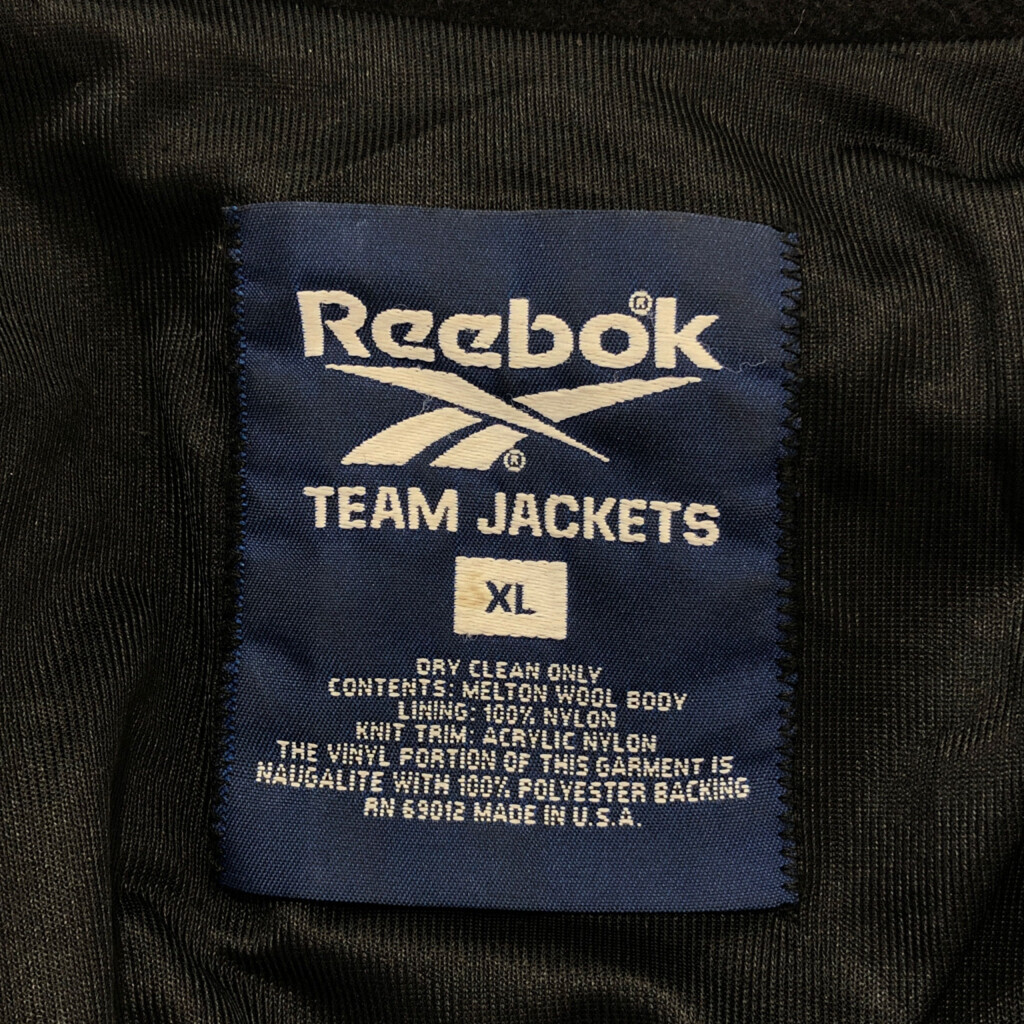 Reebok®
®
TEAM JACKETS
XL
DRY CLEAN ONLY
CONTENTS: MELTON WOOL BODY
LINING: 100% NYLON
KNIT TRIM: ACRYLIC NYLON
THE VINYL PORTION OF THIS GARMENT IS
NAUGALITE WITH 100% POLYESTER BACKING
RN 69012 MADE IN U.S.A.